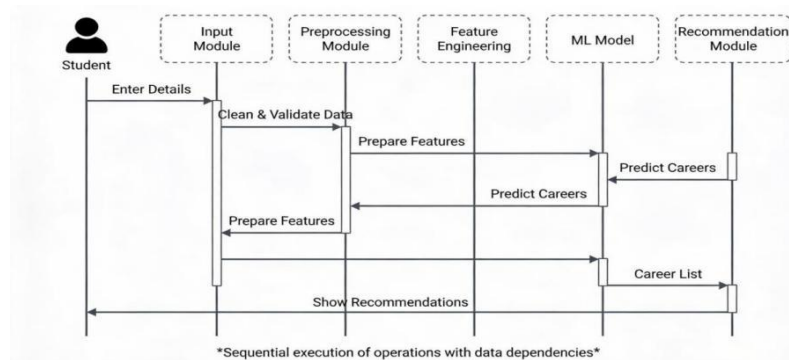 Student
Input
Module
Preprocessing
Module
Feature
Engineering
ML Model
Recommendation
Module
Enter Details
Clean & Validate Data
Prepare Features
Predict Careers
Predict Careers
Prepare Features
Career List
Show Recommendations
*Sequential execution of operations with data dependencies*